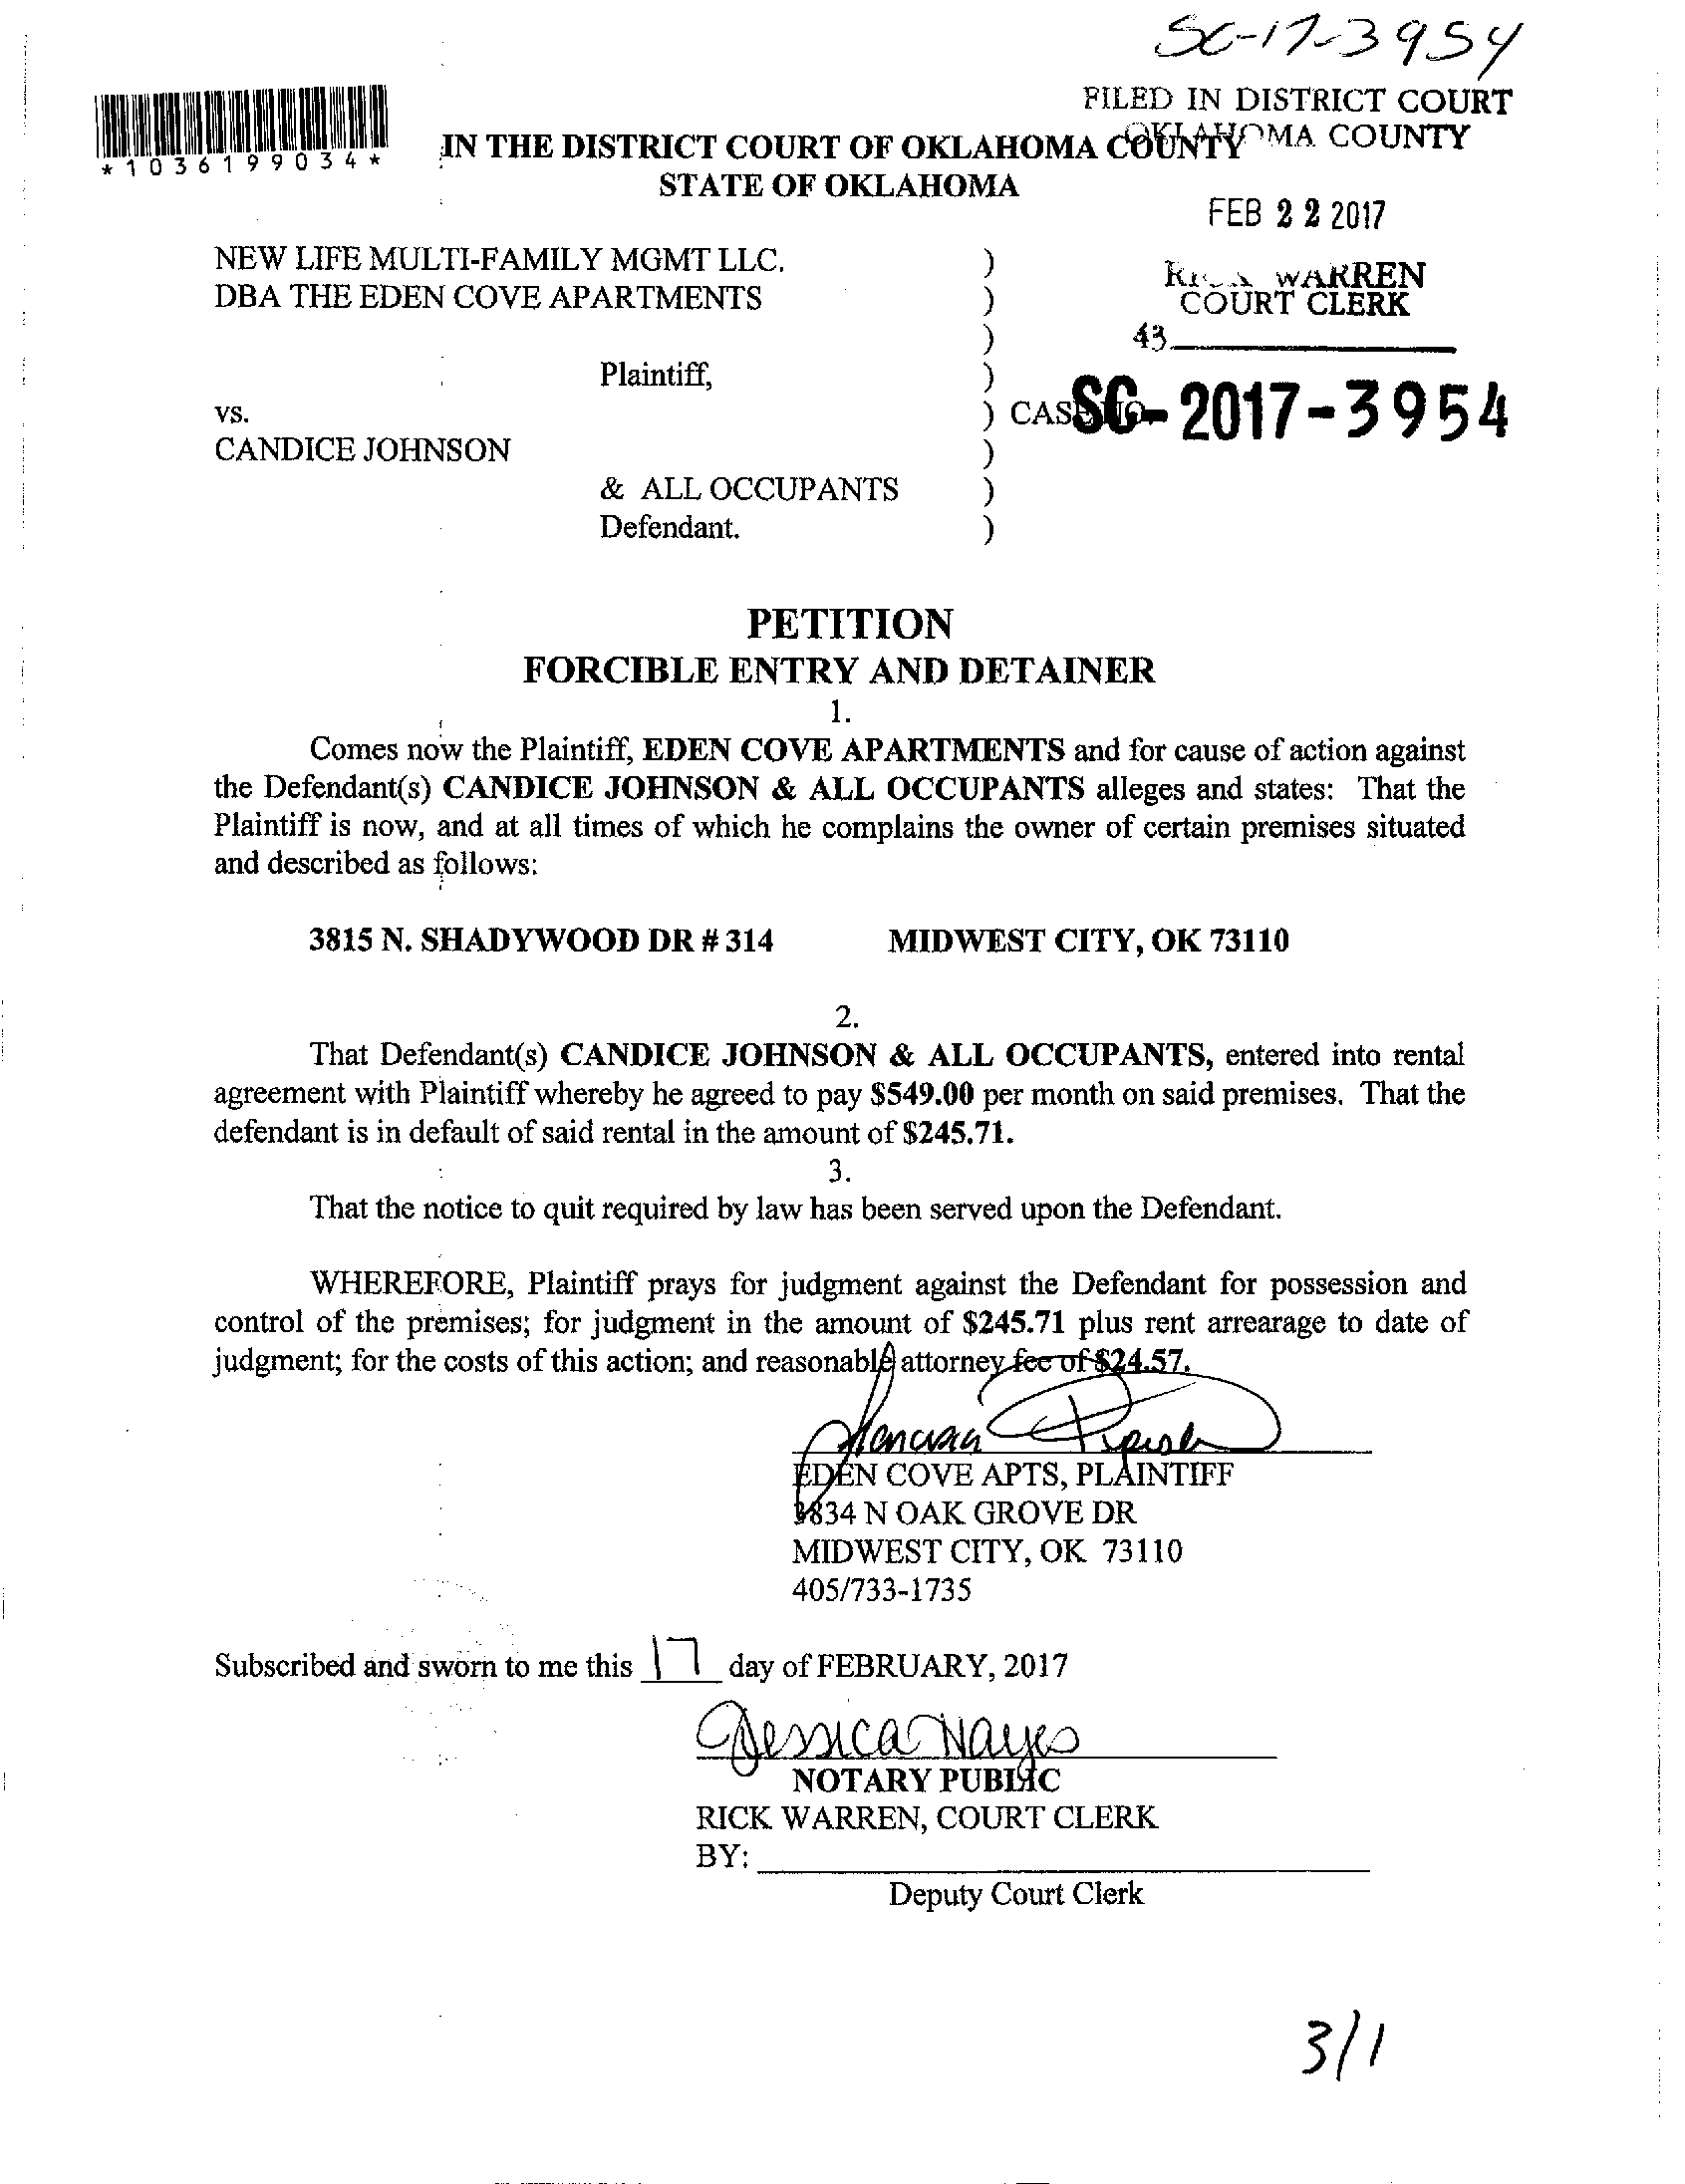 SC-17-3954
FILED IN DISTRICT COURT
OKLAHOMA COUNTY
*1036199034*
IN THE DISTRICT COURT OF OKLAHOMA COUNTY
STATE OF OKLAHOMA
FEB 22 2017
NEW LIFE MULTI-FAMILY MGMT LLC. )
DBA THE EDEN COVE APARTMENTS )
WARREN
COURT CLERK
)
43
Plaintiff, )
vs. ) CASE NO. SC-2017-3954
CANDICE JOHNSON )
& ALL OCCUPANTS )
Defendant. )
PETITION
FORCIBLE ENTRY AND DETAINER
1.
Comes now the Plaintiff, EDEN COVE APARTMENTS and for cause of action against
the Defendant(s) CANDICE JOHNSON & ALL OCCUPANTS alleges and states: That the
Plaintiff is now, and at all times of which he complains the owner of certain premises situated
and described as follows:
3815 N. SHADYWOOD DR # 314 MIDWEST CITY, OK 73110
2.
That Defendant(s) CANDICE JOHNSON & ALL OCCUPANTS, entered into rental
agreement with Plaintiff whereby he agreed to pay $549.00 per month on said premises. That the
defendant is in default of said rental in the amount of $245.71.
3.
That the notice to quit required by law has been served upon the Defendant.
WHEREFORE, Plaintiff prays for judgment against the Defendant for possession and
control of the premises; for judgment in the amount of $245.71 plus rent arrearage to date of
judgment; for the costs of this action; and reasonable attorney fee of $24.57.
EDEN COVE APTS, PLAINTIFF
3834 N OAK GROVE DR
MIDWEST CITY, OK 73110
405/733-1735
Subscribed and sworn to me this 17 day of FEBRUARY, 2017
Jessica Hayes
NOTARY PUBLIC
RICK WARREN, COURT CLERK
BY:
Deputy Court Clerk
3/1